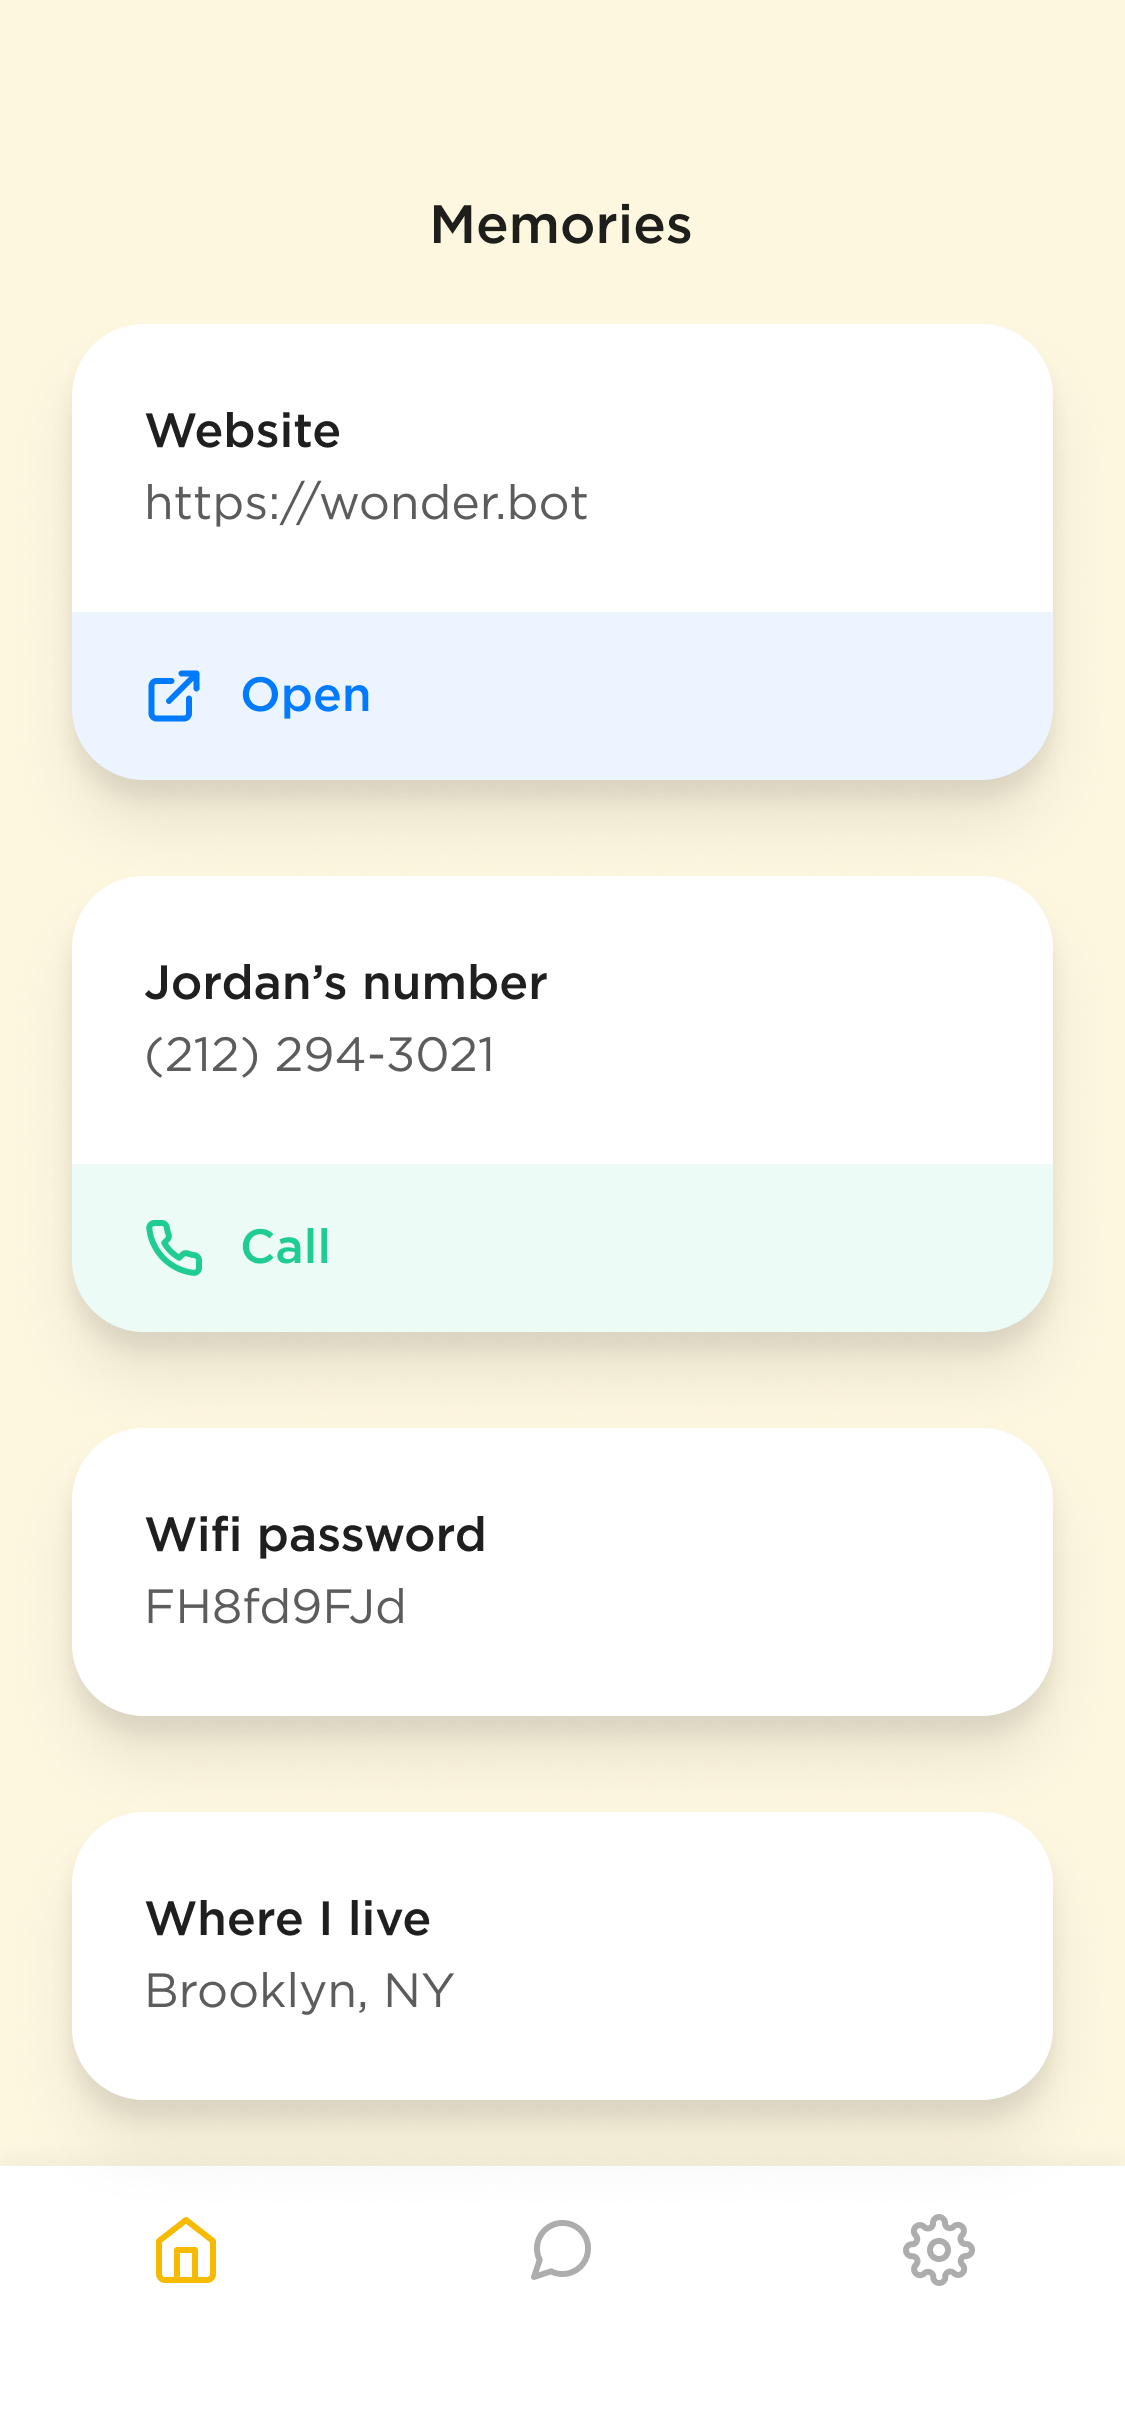 Memories
Website
https://wonder.bot
Open
Jordan’s number
(212) 294-3021
Call
Wifi password
FH8fd9FJd
Where I live
Brooklyn, NY